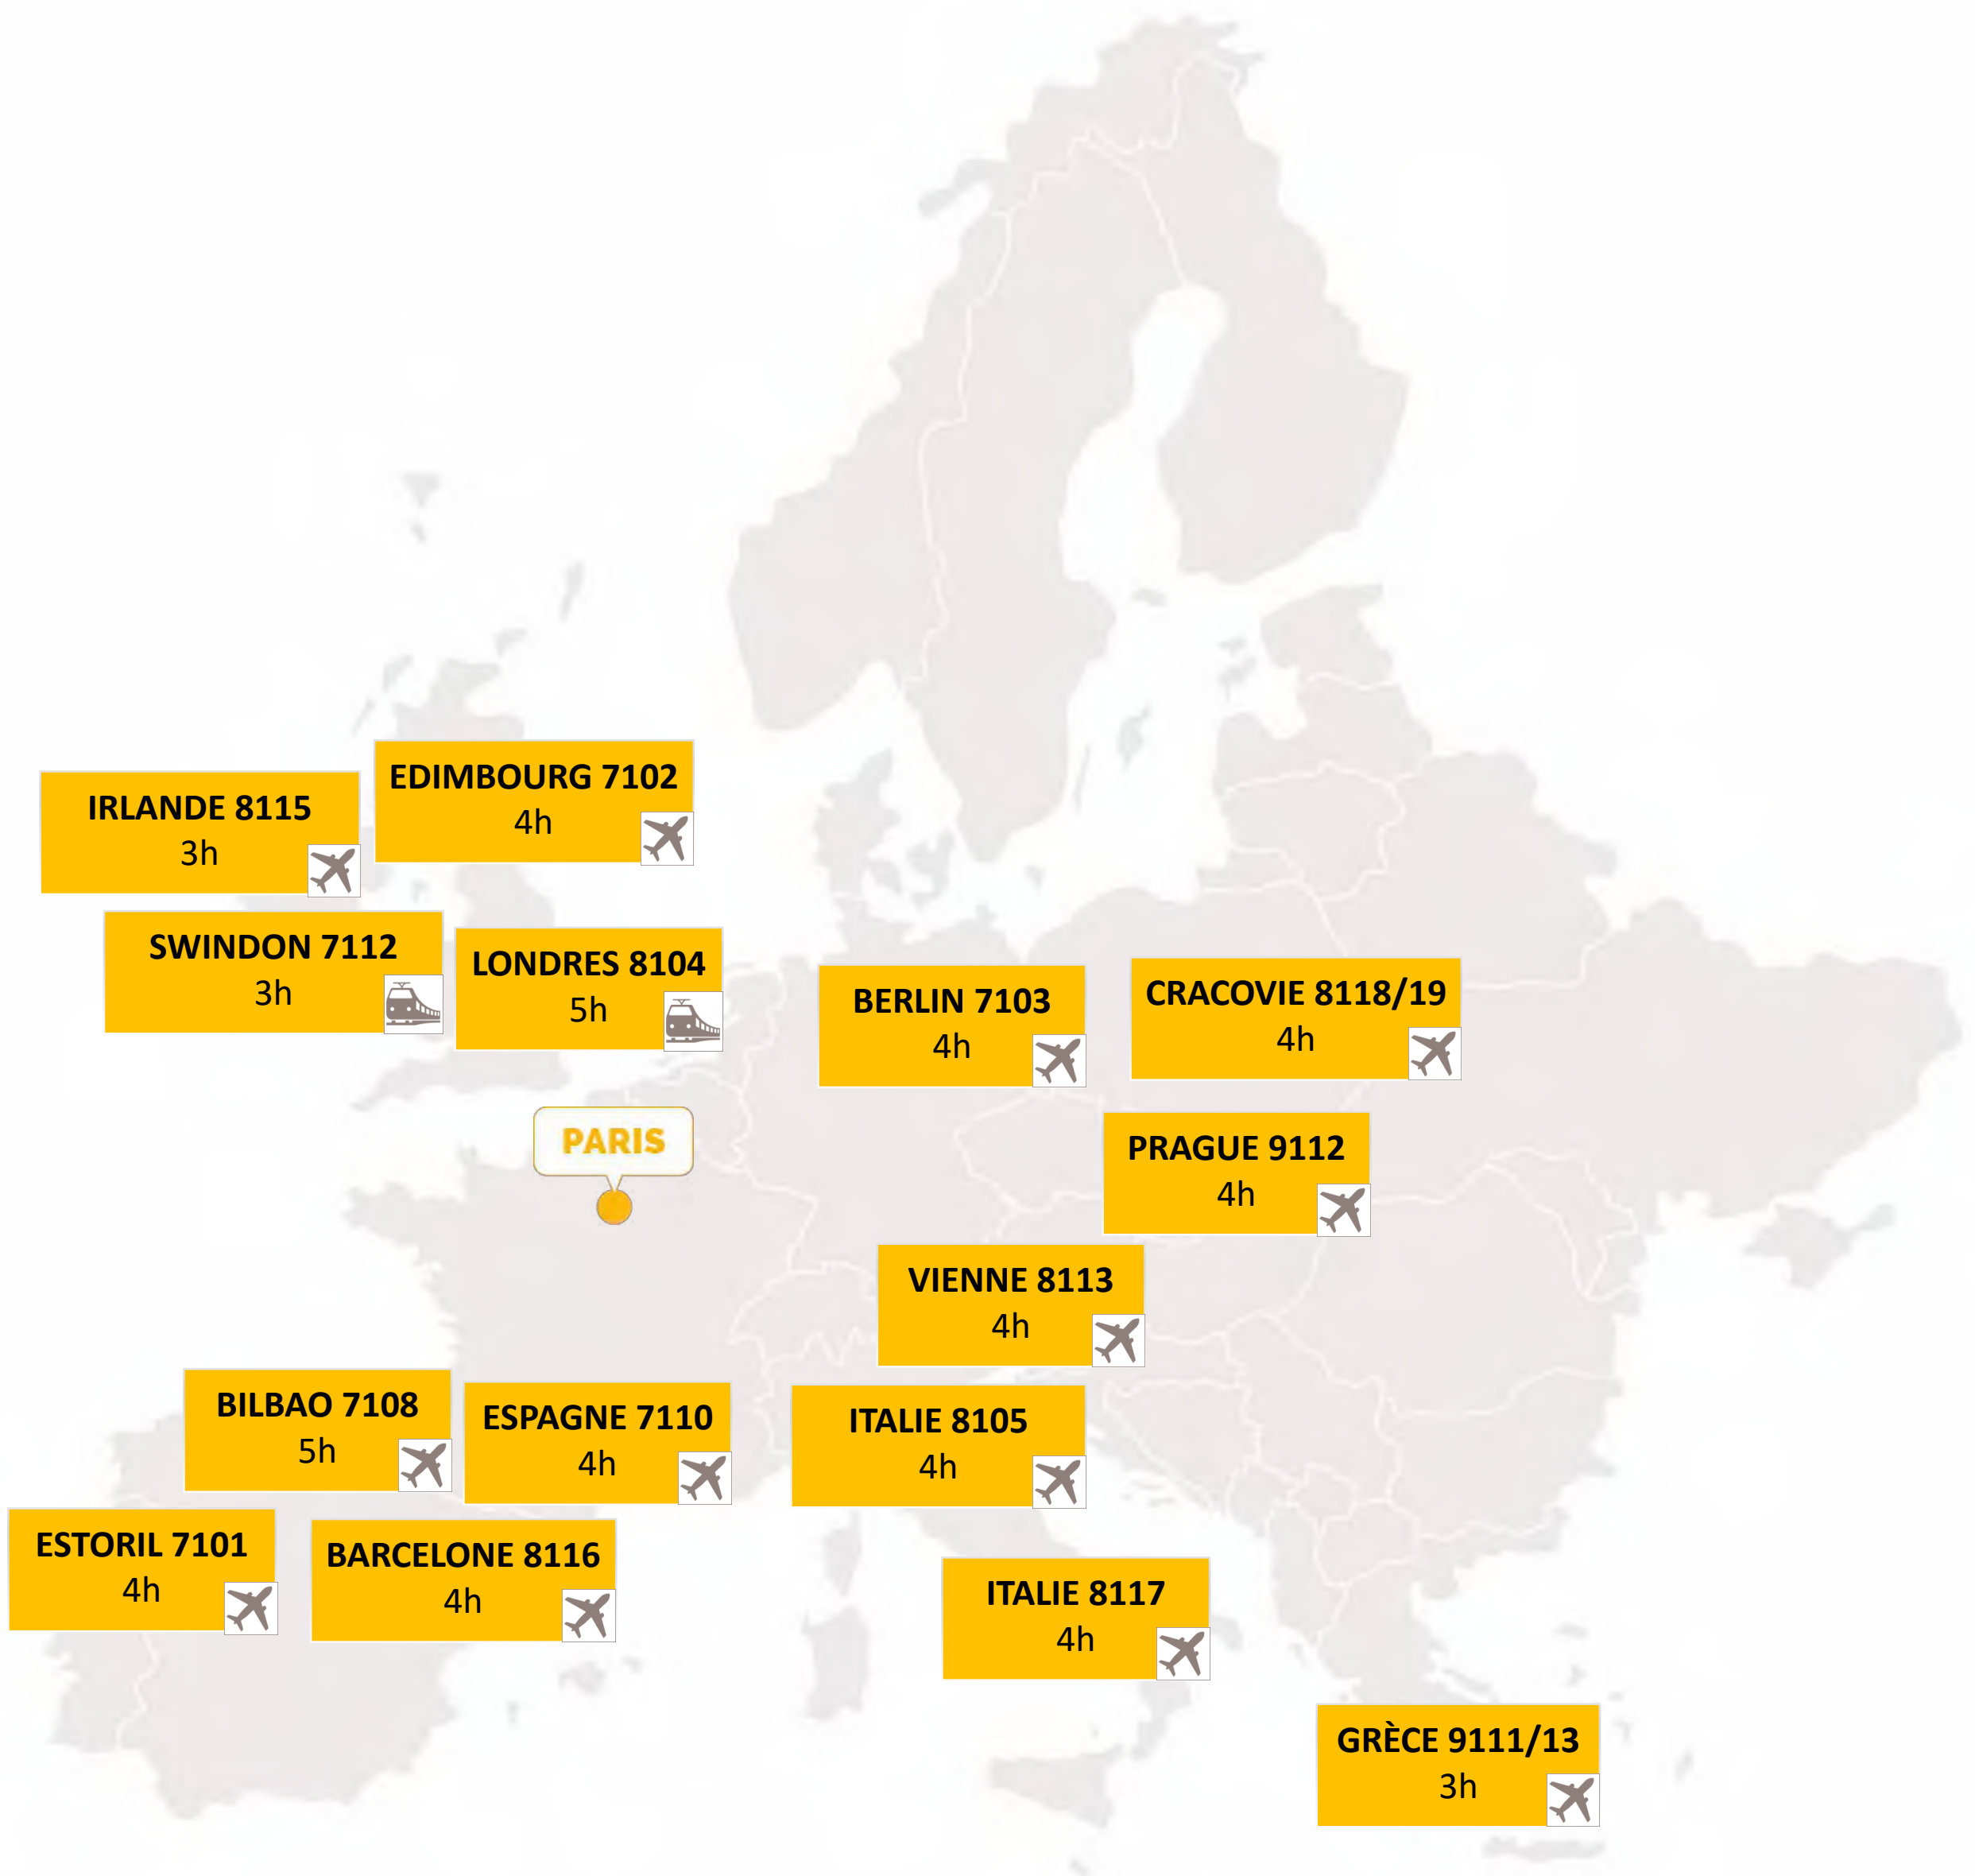 EDIMBOURG 7102
4h
IRLANDE 8115
3h
SWINDON 7112
3h
LONDRES 8104
5h
BERLIN 7103
4h
CRACOVIE 8118/19
4h
PARIS
PRAGUE 9112
4h
VIENNE 8113
4h
BILBAO 7108
5h
ESPAGNE 7110
4h
ITALIE 8105
4h
ESTORIL 7101
4h
BARCELONE 8116
4h
ITALIE 8117
4h
GRÈCE 9111/13
3h